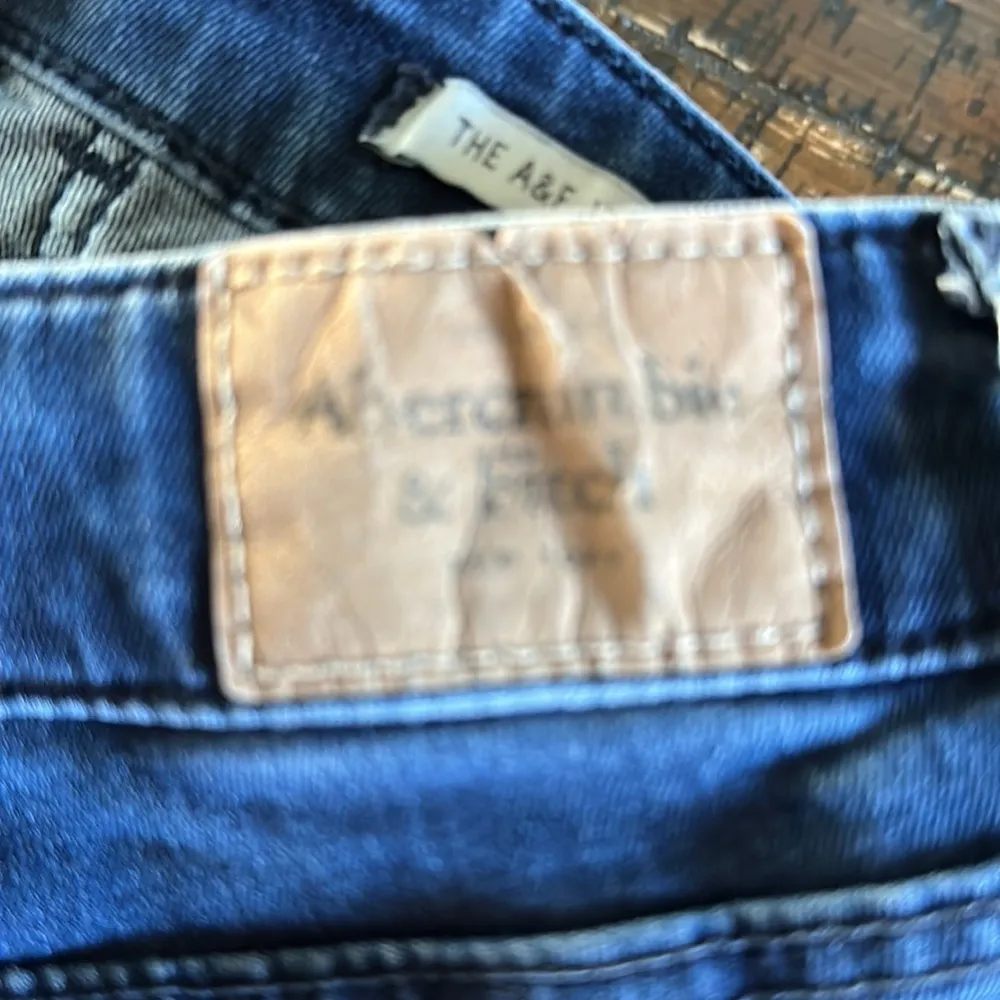 THE A&F
Abercrombie
& Fitch